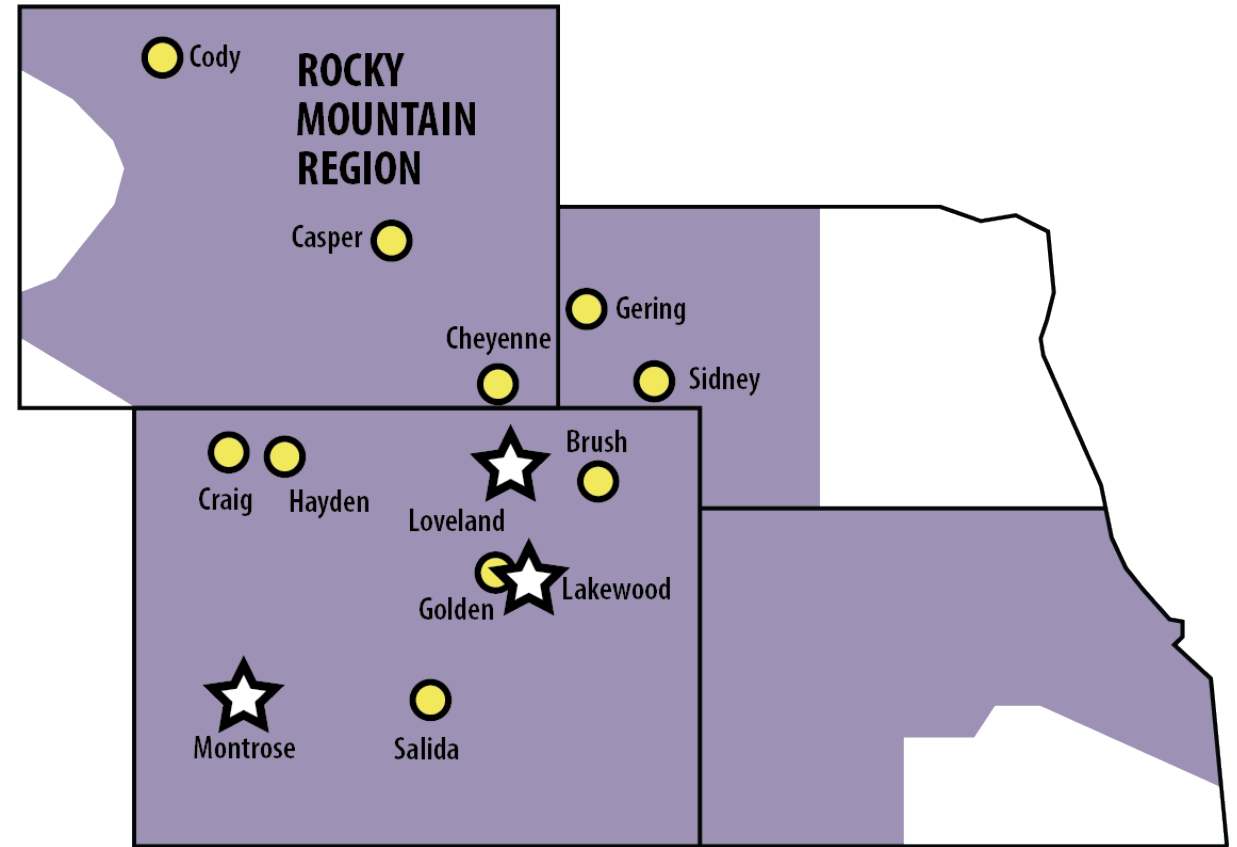 Cody
ROCKY
MOUNTAIN
REGION
Casper
Gering
Cheyenne
Sidney
Brush
Craig
Hayden
Loveland
Lakewood
Golden
Montrose
Salida